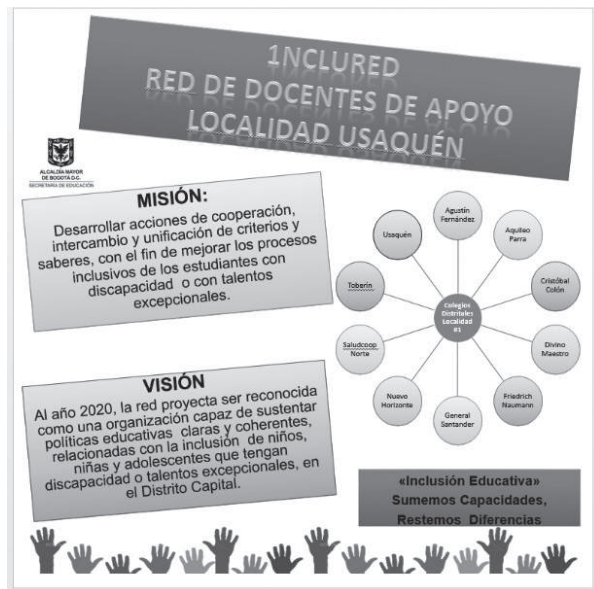 1NCLURED
RED DE DOCENTES DE APOYO
LOCALIDAD USAQUÉN
ALCALDÍA MAYOR
DE BOGOTÁ D.C.
SECRETARÍA DE EDUCACIÓN
MISIÓN:
Desarrollar acciones de cooperación,
intercambio y unificación de criterios y
saberes, con el fin de mejorar los procesos
inclusivos de los estudiantes con
discapacidad o con talentos
excepcionales.
Agustín
Fernández
Aquileo
Parra
Cristóbal
Colón
Divino
Maestro
Friedrich
Naumann
General
Santander
Nuevo
Horizonte
Saludcoop
Norte
Toberín
Usaquén
Colegios
Distritales
Localidad
#1
VISIÓN
Al año 2020, la red proyecta ser reconocida
como una organización capaz de sustentar
políticas educativas claras y coherentes,
relacionadas con la inclusión de niños,
niñas y adolescentes que tengan
discapacidad o talentos excepcionales, en
el Distrito Capital.
«Inclusión Educativa»
Sumemos Capacidades,
Restemos Diferencias